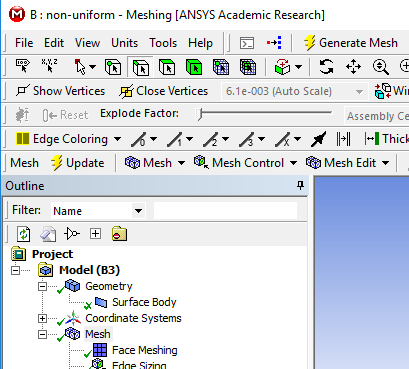 B : non-uniform - Meshing [ANSYS Academic Research]
File Edit View Units Tools Help Generate Mesh
Show Vertices Close Vertices 6.1e-003 (Auto Scale)
Reset Explode Factor: Assembly Ce
Edge Coloring Thick
Mesh Update Mesh Mesh Control Mesh Edit
Outline
Filter: Name
Project
Model (B3)
Geometry
Surface Body
Coordinate Systems
Mesh
Face Meshing
Edge Sizing